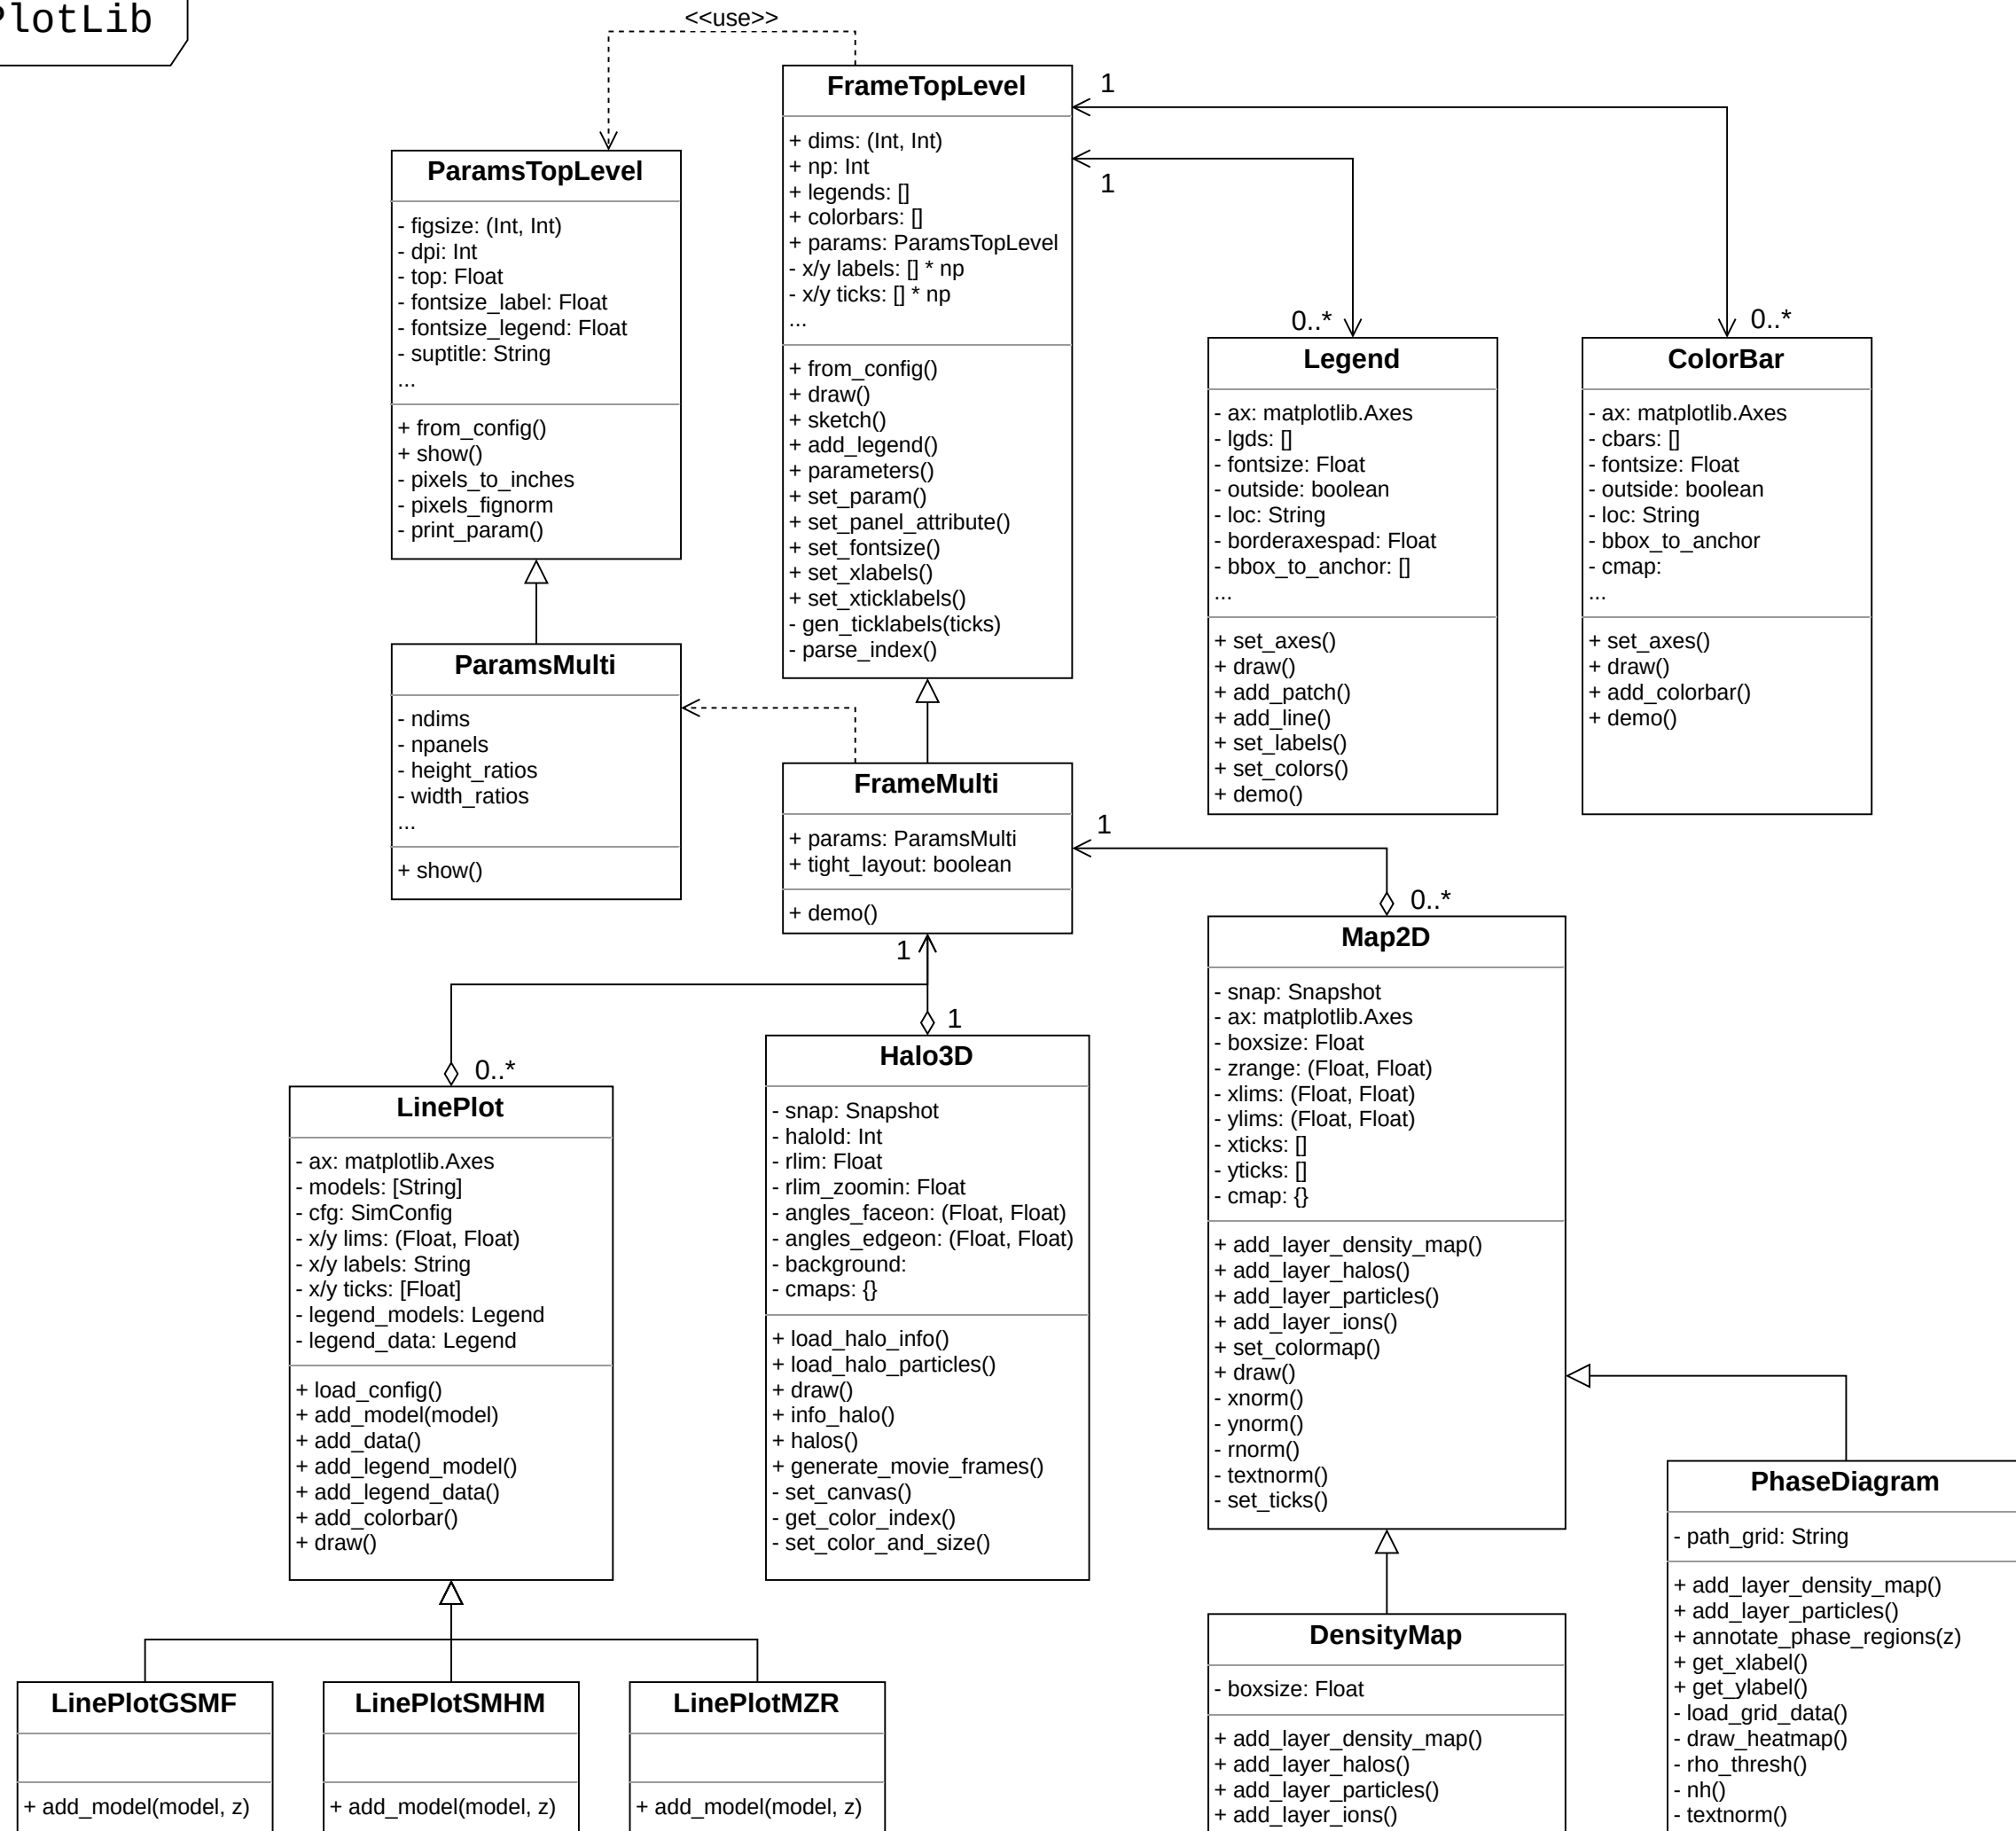 PlotLib
<<use>>
FrameTopLevel
+ dims: (Int, Int)
+ np: Int
+ legends: []
+ colorbars: []
+ params: ParamsTopLevel
- x/y labels: [] * np
- x/y ticks: [] * np
...
+ from_config()
+ draw()
+ sketch()
+ add_legend()
+ parameters()
+ set_param()
+ set_panel_attribute()
+ set_fontsize()
+ set_xlabels()
+ set_xticklabels()
- gen_ticklabels(ticks)
- parse_index()
1
1
0..*
0..*
ParamsTopLevel
- figsize: (Int, Int)
- dpi: Int
- top: Float
- fontsize_label: Float
- fontsize_legend: Float
- suptitle: String
...
+ from_config()
+ show()
- pixels_to_inches
- pixels_fignorm
- print_param()
Legend
- ax: matplotlib.Axes
- lgds: []
- fontsize: Float
- outside: boolean
- loc: String
- borderaxespad: Float
- bbox_to_anchor: []
...
+ set_axes()
+ draw()
+ add_patch()
+ add_line()
+ set_labels()
+ set_colors()
+ demo()
ColorBar
- ax: matplotlib.Axes
- cbars: []
- fontsize: Float
- outside: boolean
- loc: String
- bbox_to_anchor
- cmap:
...
+ set_axes()
+ draw()
+ add_colorbar()
+ demo()
ParamsMulti
- ndims
- npanels
- height_ratios
- width_ratios
...
+ show()
FrameMulti
+ params: ParamsMulti
+ tight_layout: boolean
+ demo()
1
0..*
1
1
0..*
Map2D
- snap: Snapshot
- ax: matplotlib.Axes
- boxsize: Float
- zrange: (Float, Float)
- xlims: (Float, Float)
- ylims: (Float, Float)
- xticks: []
- yticks: []
- cmap: {}
+ add_layer_density_map()
+ add_layer_halos()
+ add_layer_particles()
+ add_layer_ions()
+ set_colormap()
+ draw()
- xnorm()
- ynorm()
- rnorm()
- textnorm()
- set_ticks()
LinePlot
- ax: matplotlib.Axes
- models: [String]
- cfg: SimConfig
- x/y lims: (Float, Float)
- x/y labels: String
- x/y ticks: [Float]
- legend_models: Legend
- legend_data: Legend
+ load_config()
+ add_model(model)
+ add_data()
+ add_legend_model()
+ add_legend_data()
+ add_colorbar()
+ draw()
Halo3D
- snap: Snapshot
- haloId: Int
- rlim: Float
- rlim_zoomin: Float
- angles_faceon: (Float, Float)
- angles_edgeon: (Float, Float)
- background:
- cmaps: {}
+ load_halo_info()
+ load_halo_particles()
+ draw()
+ info_halo()
+ halos()
+ generate_movie_frames()
- set_canvas()
- get_color_index()
- set_color_and_size()
PhaseDiagram
- path_grid: String
+ add_layer_density_map()
+ add_layer_particles()
+ annotate_phase_regions(z)
+ get_xlabel()
+ get_ylabel()
- load_grid_data()
- draw_heatmap()
- rho_thresh()
- nh()
- textnorm()
DensityMap
- boxsize: Float
+ add_layer_density_map()
+ add_layer_halos()
+ add_layer_particles()
+ add_layer_ions()
LinePlotGSMF
+ add_model(model, z)
LinePlotSMHM
+ add_model(model, z)
LinePlotMZR
+ add_model(model, z)